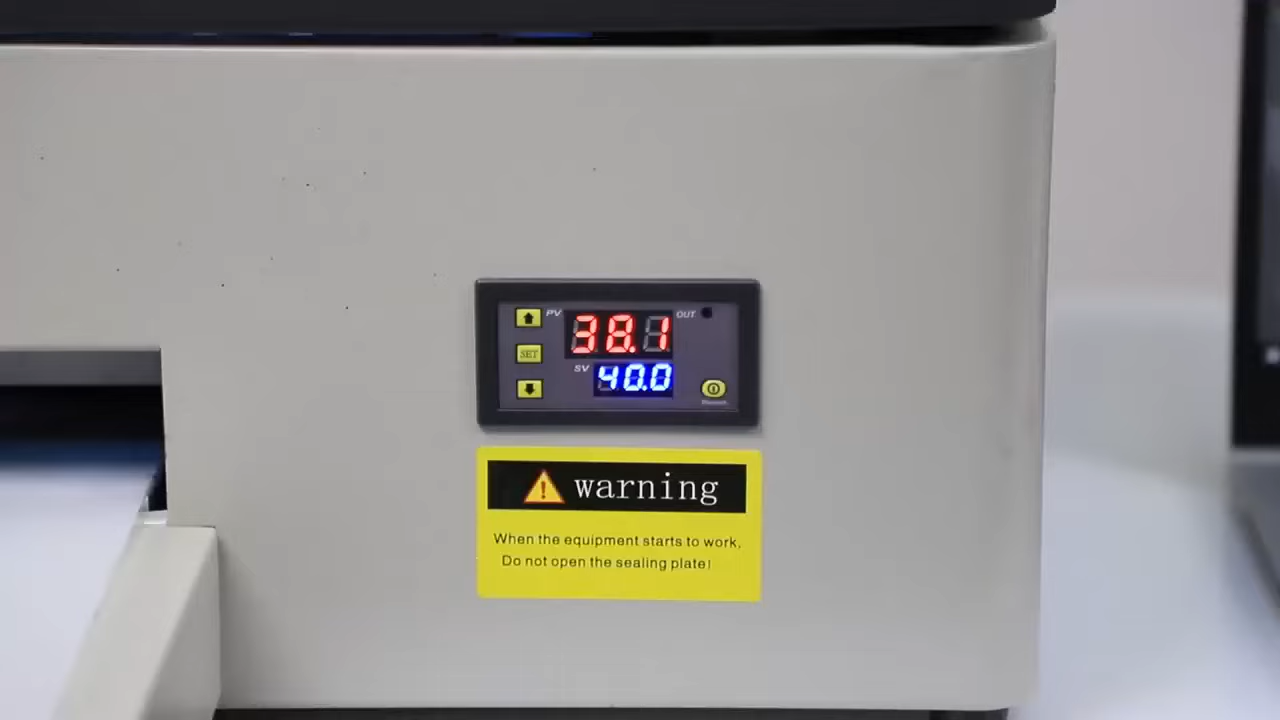 PV
38.1
OUT
SET
SV
40.0
warning
When the equipment starts to work,
Do not open the sealing plate!